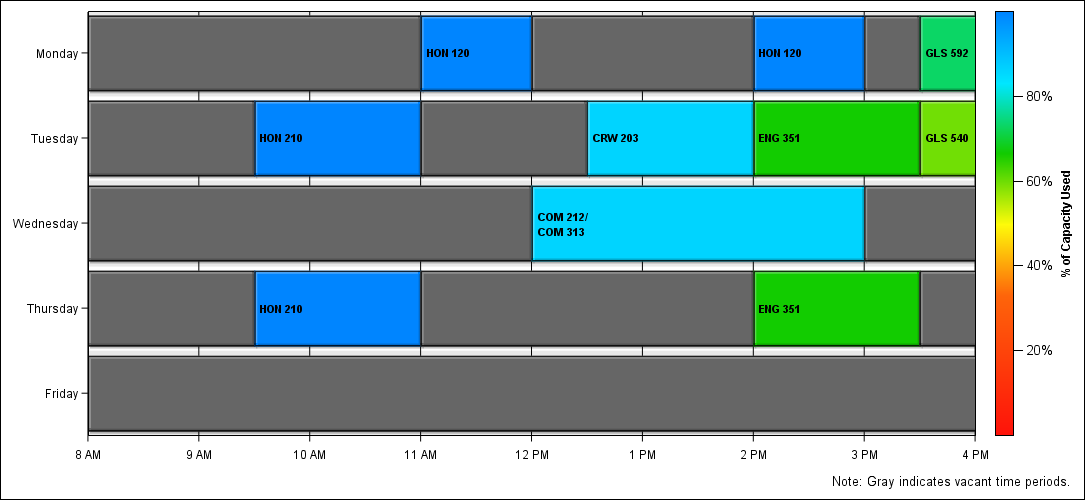 Monday
HON 120
HON 120
GLS 592
Tuesday
HON 210
CRW 203
ENG 351
GLS 540
Wednesday
COM 212/
COM 313
Thursday
HON 210
ENG 351
Friday
8 AM
9 AM
10 AM
11 AM
12 PM
1 PM
2 PM
3 PM
4 PM
80%
60%
40%
20%
% of Capacity Used
Note: Gray indicates vacant time periods.